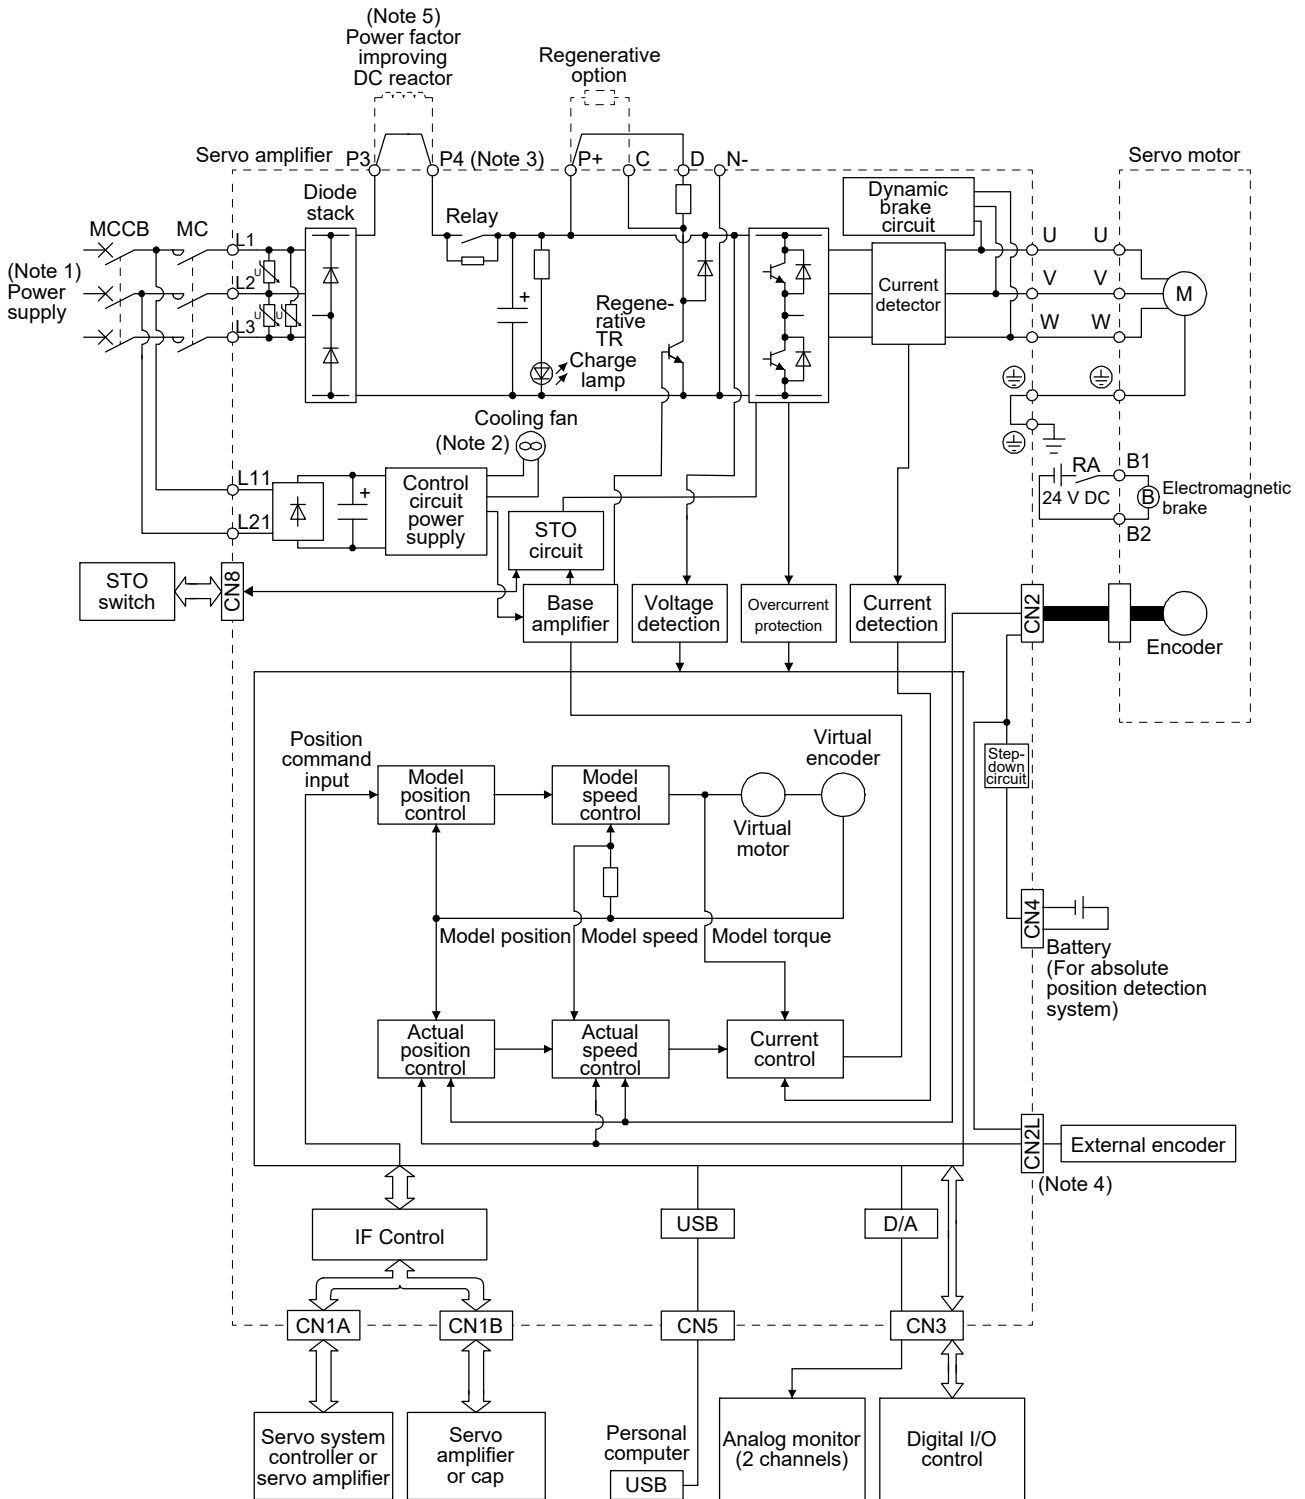 (Note 5)
Power factor
improving
DC reactor
Regenerative
option
Servo amplifier
P3
P4 (Note 3)
P+
C
D
N-
Servo motor
Diode
stack
Relay
Dynamic
brake
circuit
MCCB
MC
L1
L2
L3
U
U
U
(Note 1)
Power
supply
+
Regene-
rative
TR
Charge
lamp
Current
detector
U
U
V
V
W
W
M
Cooling fan
(Note 2)
L11
L21
+
Control
circuit
power
supply
STO
circuit
RA
24 V DC
B1
B
B2
Electromagnetic
brake
STO
switch
CN8
Base
amplifier
Voltage
detection
Overcurrent
protection
Current
detection
CN2
Encoder
Position
command
input
Model
position
control
Model
speed
control
Virtual
motor
Virtual
encoder
Step-
down
circuit
Model position
Model speed
Model torque
CN4
Battery
(For absolute
position detection
system)
Actual
position
control
Actual
speed
control
Current
control
CN2L
External encoder
(Note 4)
IF Control
USB
D/A
CN1A
CN1B
CN5
CN3
Servo system
controller or
servo amplifier
Servo
amplifier
or cap
Personal
computer
USB
Analog monitor
(2 channels)
Digital I/O
control